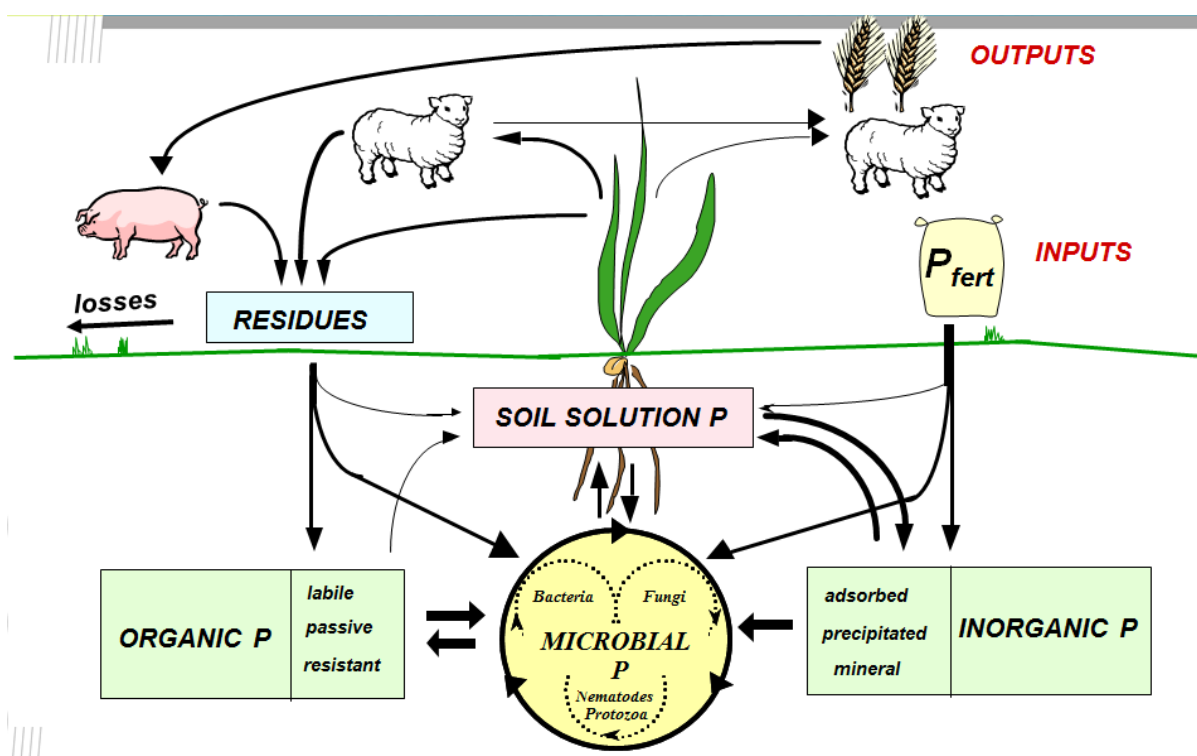 OUTPUTS
P fert
INPUTS
losses
RESIDUES
SOIL SOLUTION P
ORGANIC P
labile
passive
resistant
Bacteria
Fungi
MICROBIAL
P
Nematodes
Protozoa
adsorbed
precipitated
mineral
INORGANIC P